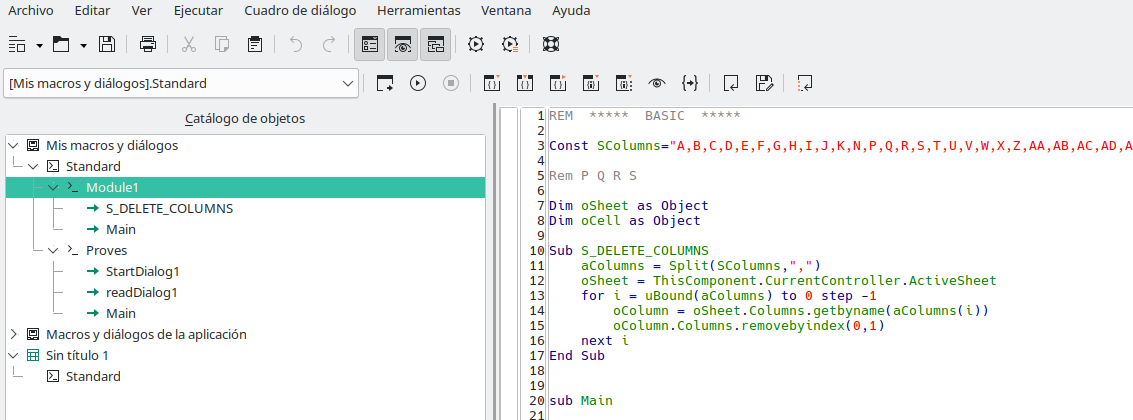 Archivo Editar Ver Ejecutar Cuadro de diálogo Herramientas Ventana Ayuda
[Mis macros y diálogos].Standard
Catálogo de objetos
Mis macros y diálogos
Standard
Module1
S_DELETE_COLUMNS
Main
Proves
StartDialog1
readDialog1
Main
Macros y diálogos de la aplicación
Sin título 1
Standard
1 REM ***** BASIC *****
2
3 Const SColumns="A,B,C,D,E,F,G,H,I,J,K,N,P,Q,R,S,T,U,V,W,X,Z,AA,AB,AC,AD,A
4
5 Rem P Q R S
6
7 Dim oSheet as Object
8 Dim oCell as Object
9
10 Sub S_DELETE_COLUMNS
11 aColumns = Split(SColumns,",")
12 oSheet = ThisComponent.CurrentController.ActiveSheet
13 for i = uBound(aColumns) to 0 step -1
14 oColumn = oSheet.Columns.getbyname(aColumns(i))
15 oColumn.Columns.removebyindex(0,1)
16 next i
17 End Sub
18
19
20 sub Main
21